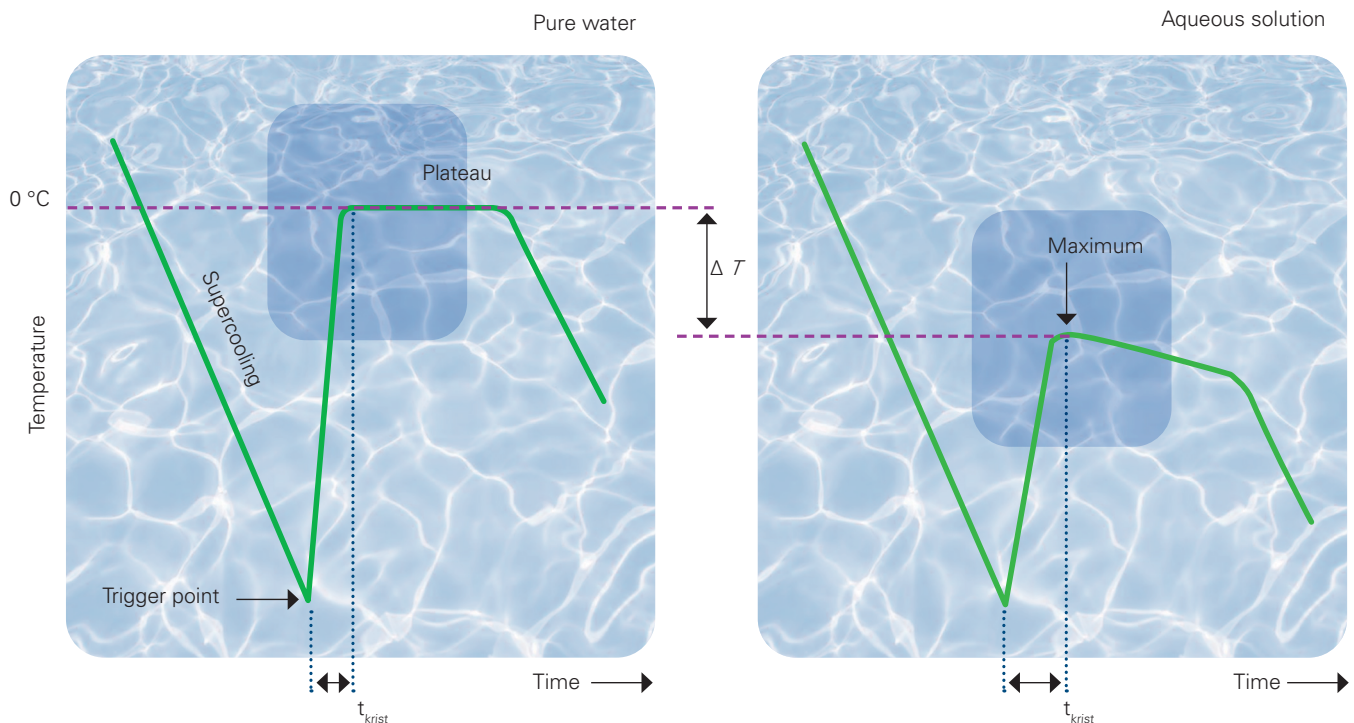 Pure water
Aqueous solution
0 °C
Plateau
Supercooling
Temperature
Trigger point
Time
t_krist
Δ T
Maximum
Time
t_krist